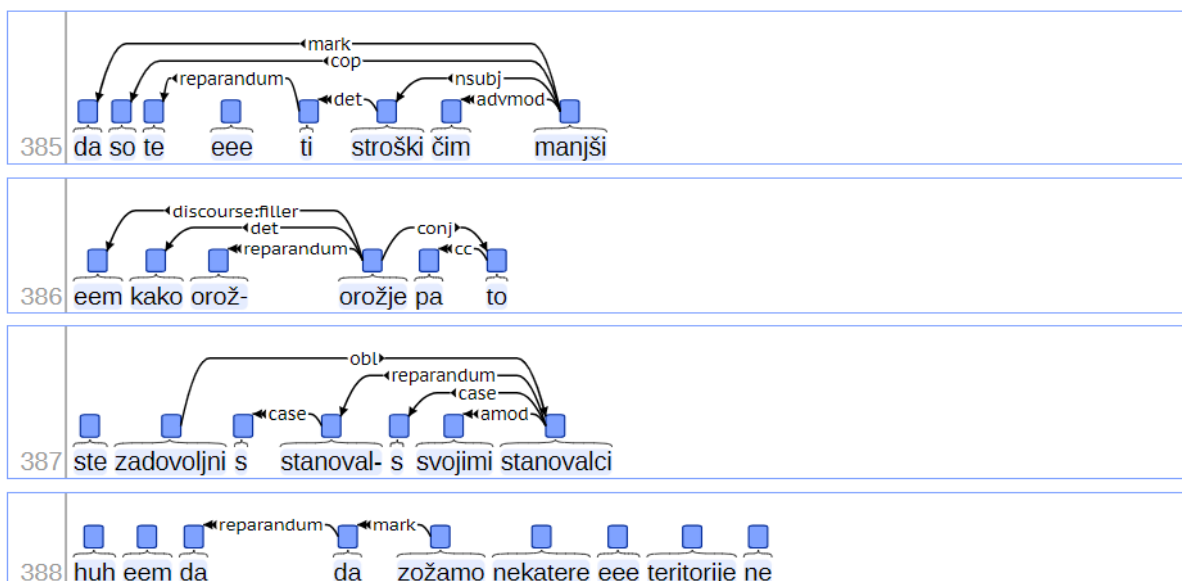 mark
cop
reparandum
nsubj
det
advmod
385 da so te eee ti stroški čim manjši
discourse:filler
det
conj
reparandum
cc
386 eem kako orož- orožje pa to
obl
reparandum
case
case
amod
387 ste zadovoljni s stanoval- s svojimi stanovalci
reparandum
mark
388 huh eem da da zožamo nekatere eee teritorije ne